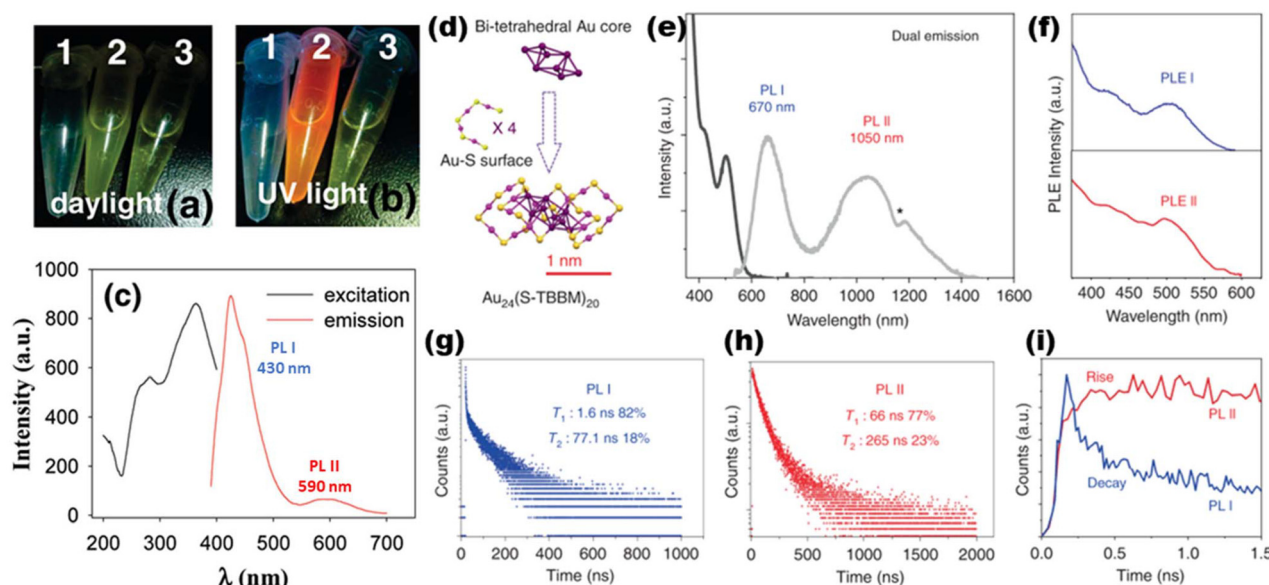 1 2 3
daylight (a)
1 2 3
UV light (b)
(d)
Bi-tetrahedral Au core
X 4
Au-S surface
1 nm
Au24(S-TBBM)20
(e)
Dual emission
PL I
670 nm
PL II
1050 nm
*
Intensity (a.u.)
400 600 800 1000 1200 1400 1600
Wavelength (nm)
(f)
PLE I
PLE II
PLE Intensity (a.u.)
400 450 500 550 600
Wavelength (nm)
(c)
excitation
emission
PL I
430 nm
PL II
590 nm
Intensity (a.u.)
1000
800
600
400
200
0
200 300 400 500 600 700
λ (nm)
(g)
PL I
T1 : 1.6 ns 82%
T2 : 77.1 ns 18%
Counts (a.u.)
0 200 400 600 800 1000
Time (ns)
(h)
PL II
T1 : 66 ns 77%
T2 : 265 ns 23%
Counts (a.u.)
0 500 1000 1500 2000
Time (ns)
(i)
Rise
PL II
Decay
PL I
Counts (a.u.)
0.0 0.5 1.0 1.5
Time (ns)